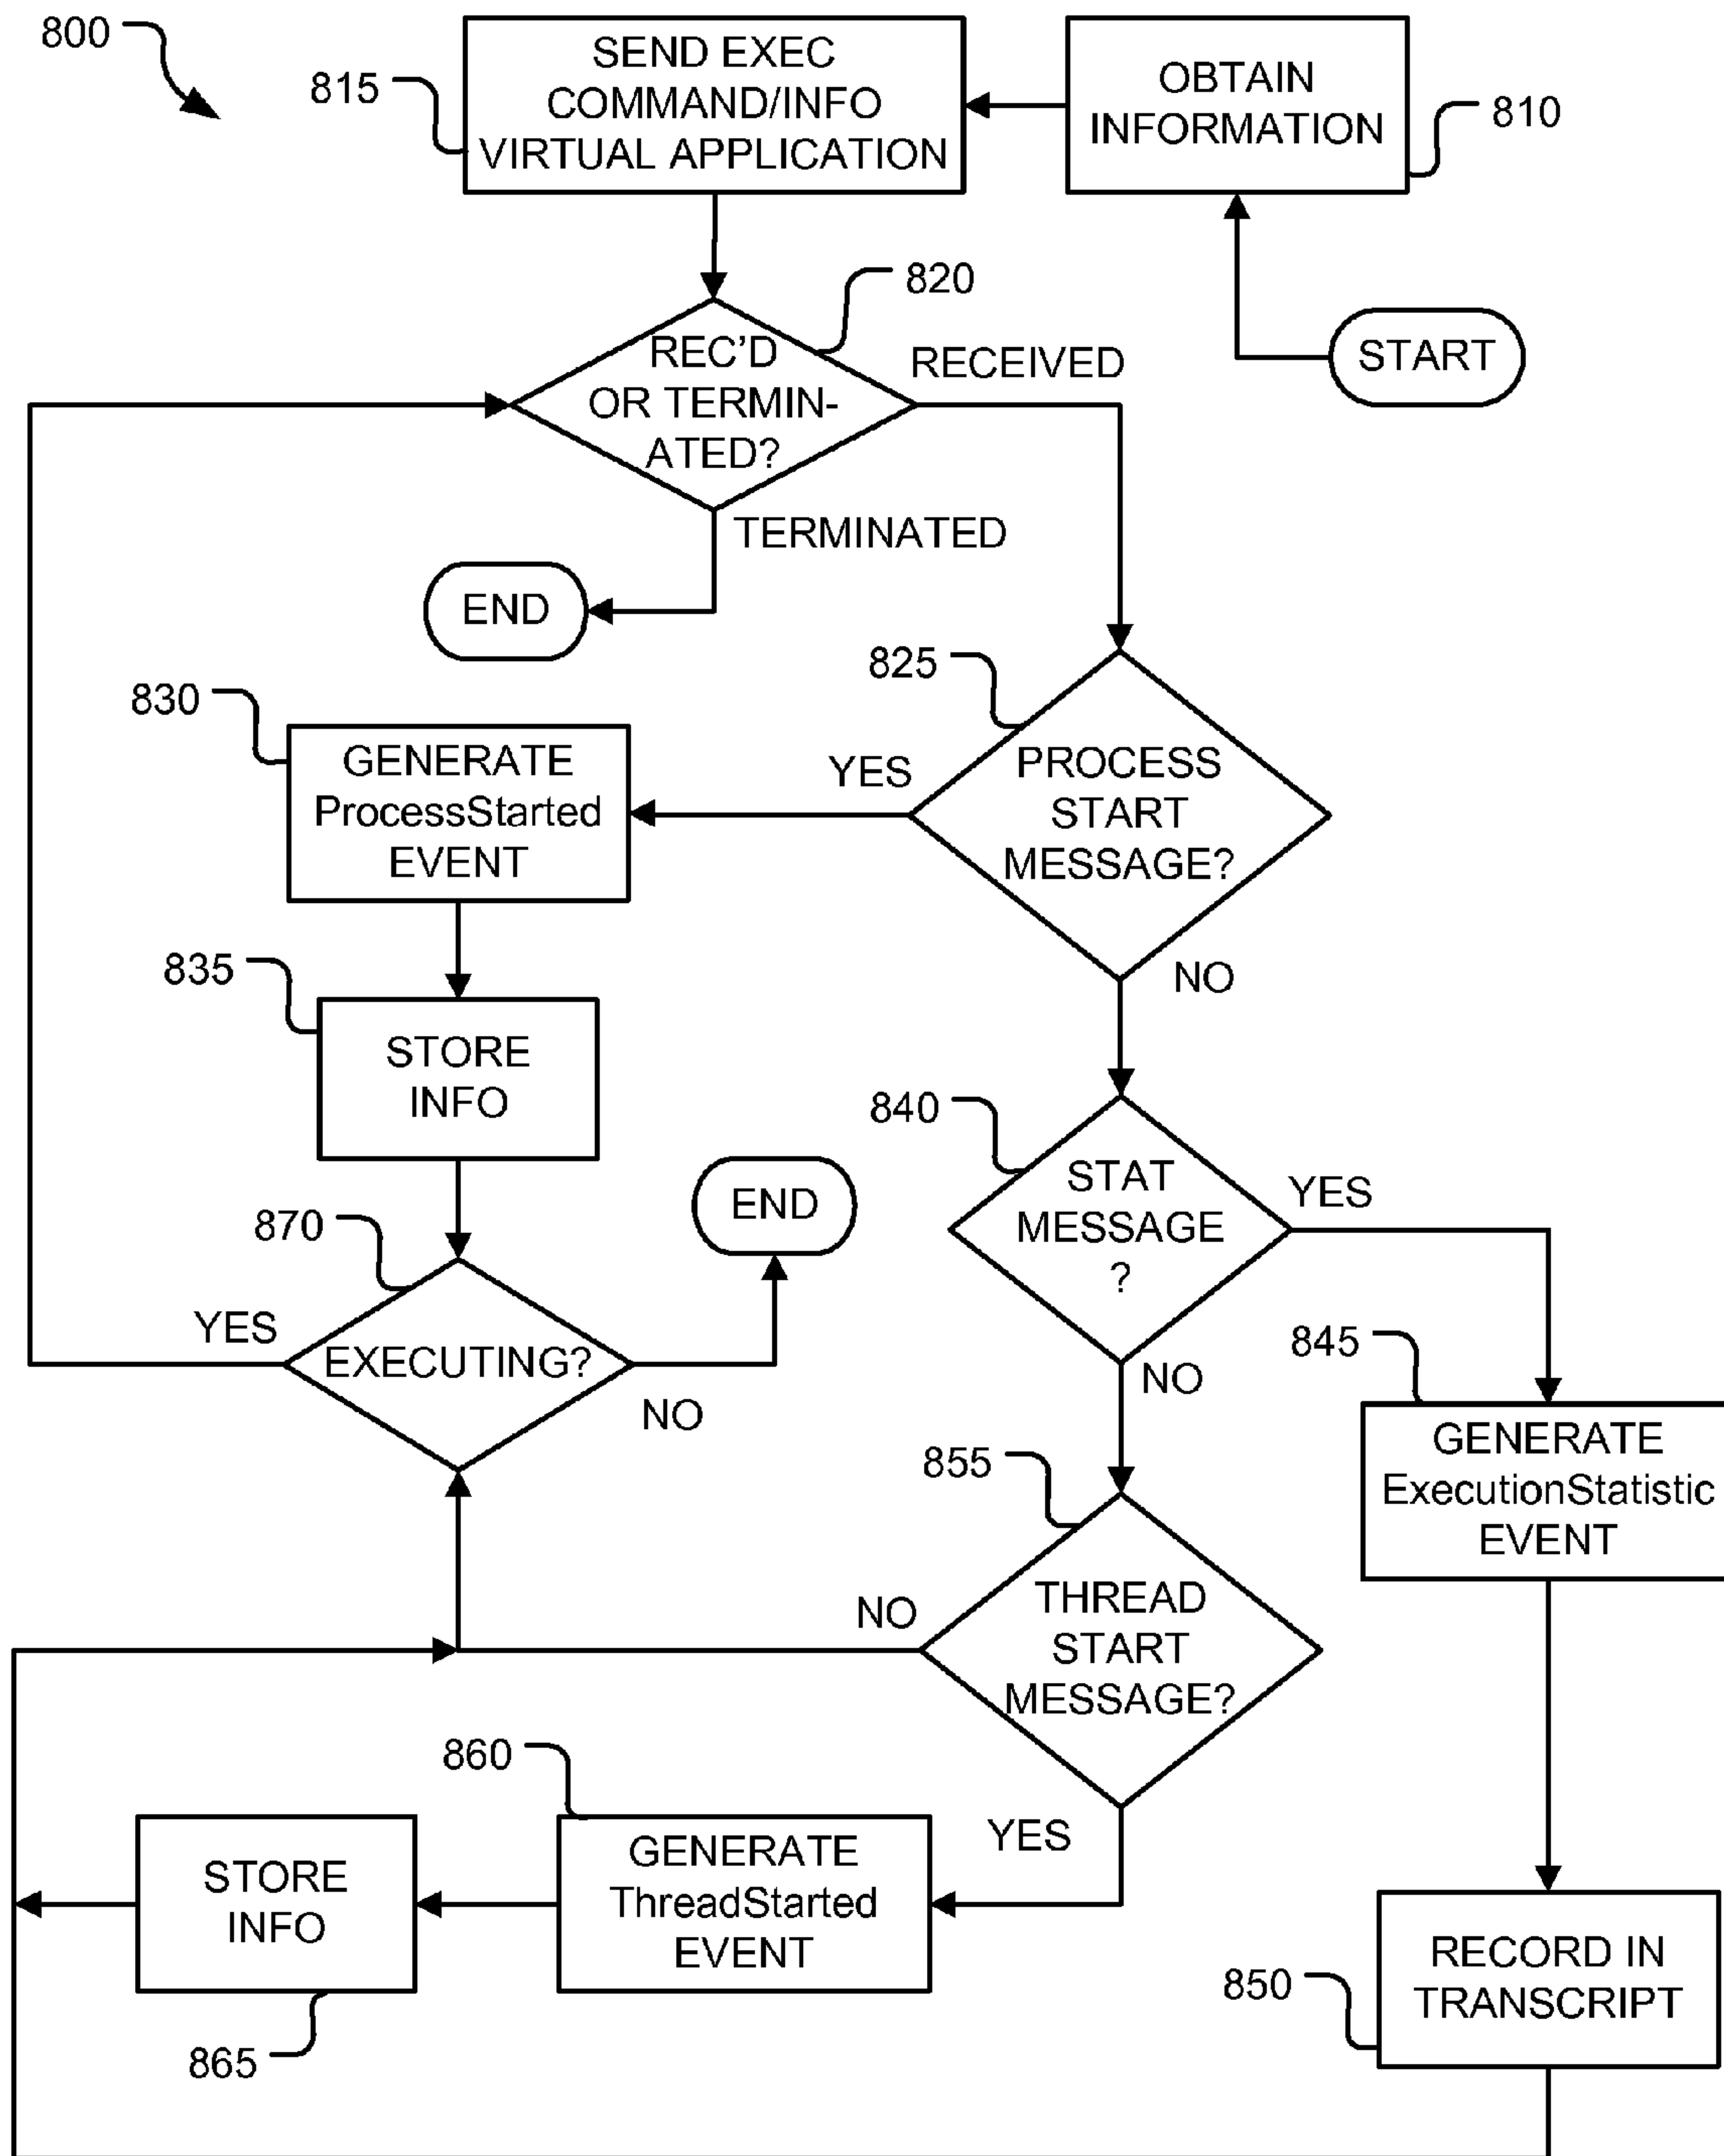 800
SEND EXEC
COMMAND/INFO
VIRTUAL APPLICATION
815
OBTAIN
INFORMATION
810
START
820
REC'D
OR TERMIN-
ATED?
RECEIVED
TERMINATED
END
825
PROCESS
START
MESSAGE?
YES
NO
830
GENERATE
ProcessStarted
EVENT
835
STORE
INFO
840
STAT
MESSAGE
?
YES
NO
870
EXECUTING?
YES
NO
END
845
GENERATE
ExecutionStatistic
EVENT
855
THREAD
START
MESSAGE?
NO
YES
860
GENERATE
ThreadStarted
EVENT
STORE
INFO
865
850
RECORD IN
TRANSCRIPT